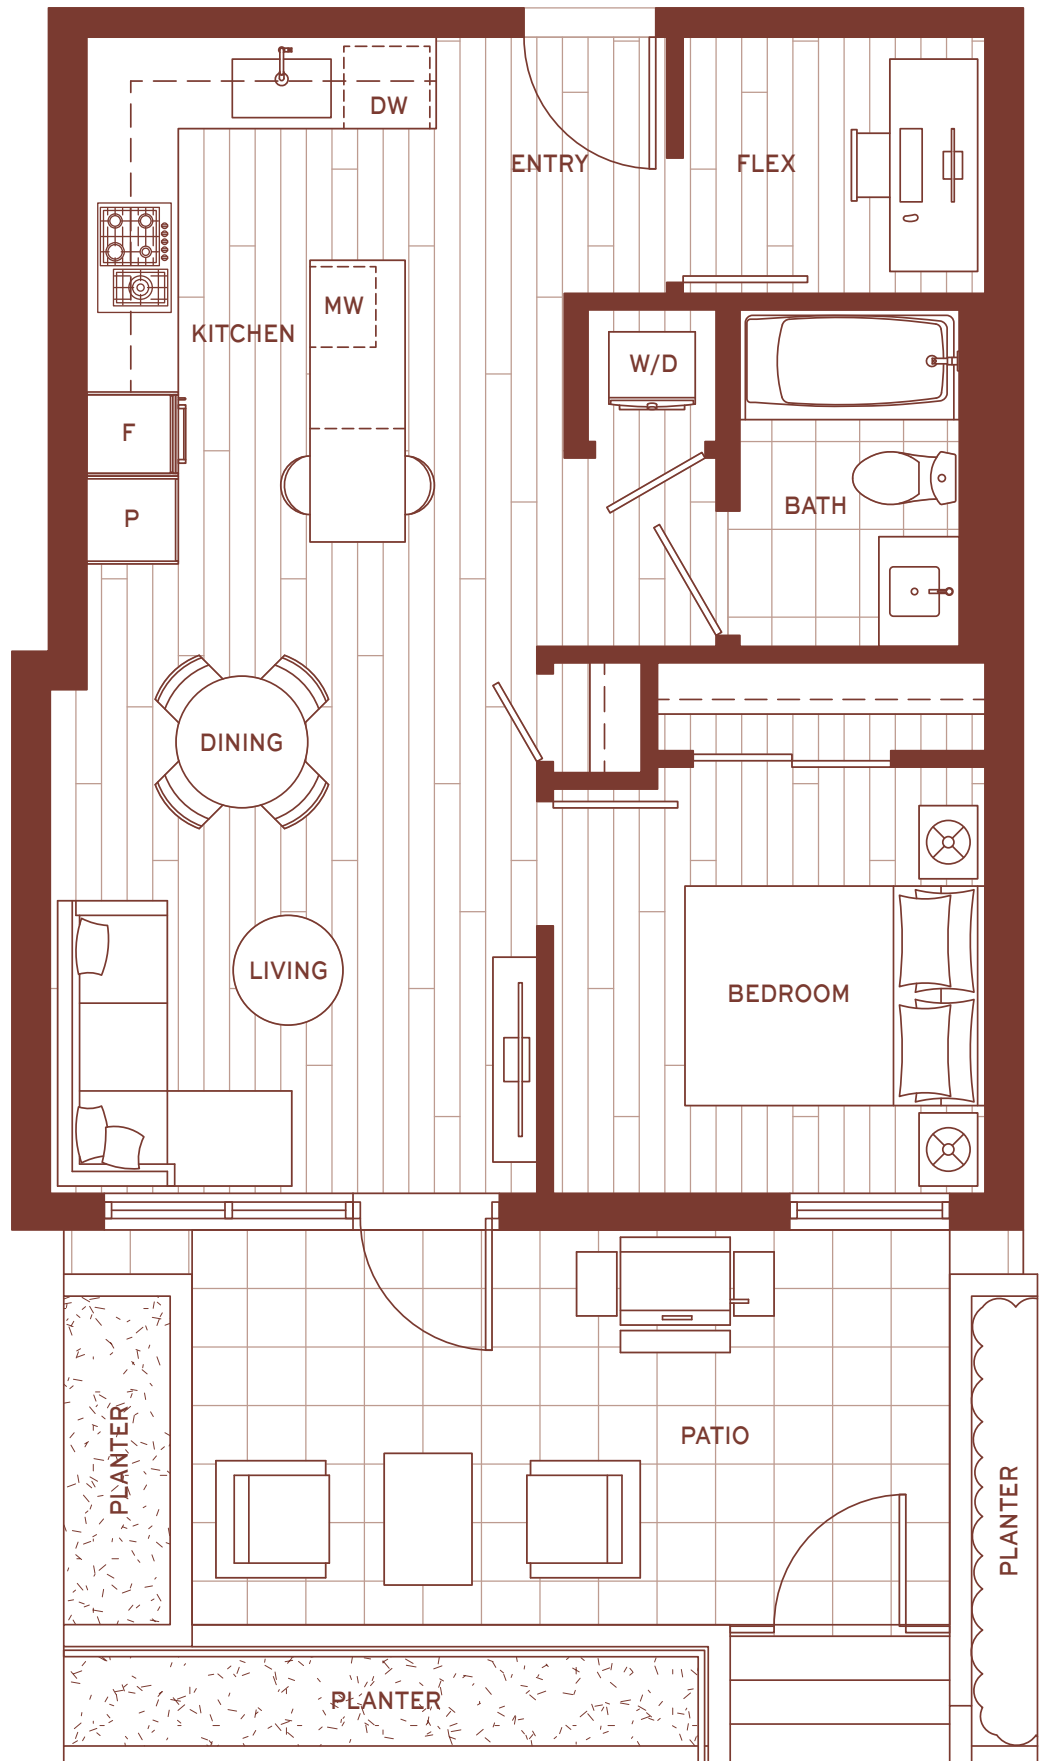 DW
ENTRY
FLEX
MW
KITCHEN
W/D
F
P
BATH
DINING
LIVING
BEDROOM
PATIO
PLANTER
PLANTER
PLANTER